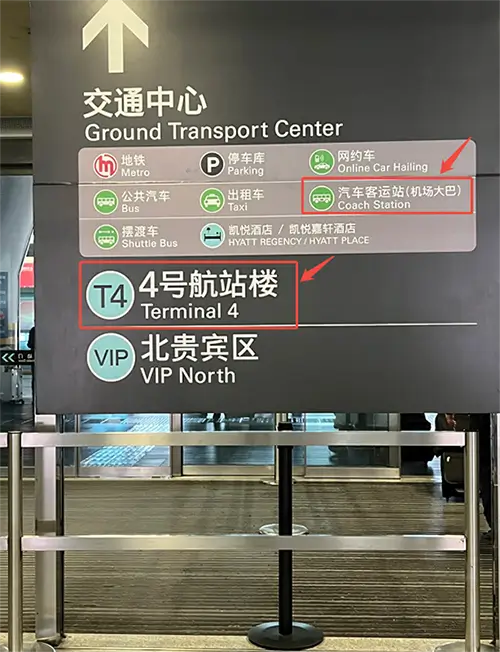 交通中心
Ground Transport Center
地铁
Metro
P
停车库
Parking
网约车
Online Car Hailing
公共汽车
Bus
出租车
Taxi
汽车客运站(机场大巴)
Coach Station
摆渡车
Shuttle Bus
凯悦酒店 / 凯悦嘉轩酒店
HYATT REGENCY / HYATT PLACE
T4
4号航站楼
Terminal 4
VIP
北贵宾区
VIP North